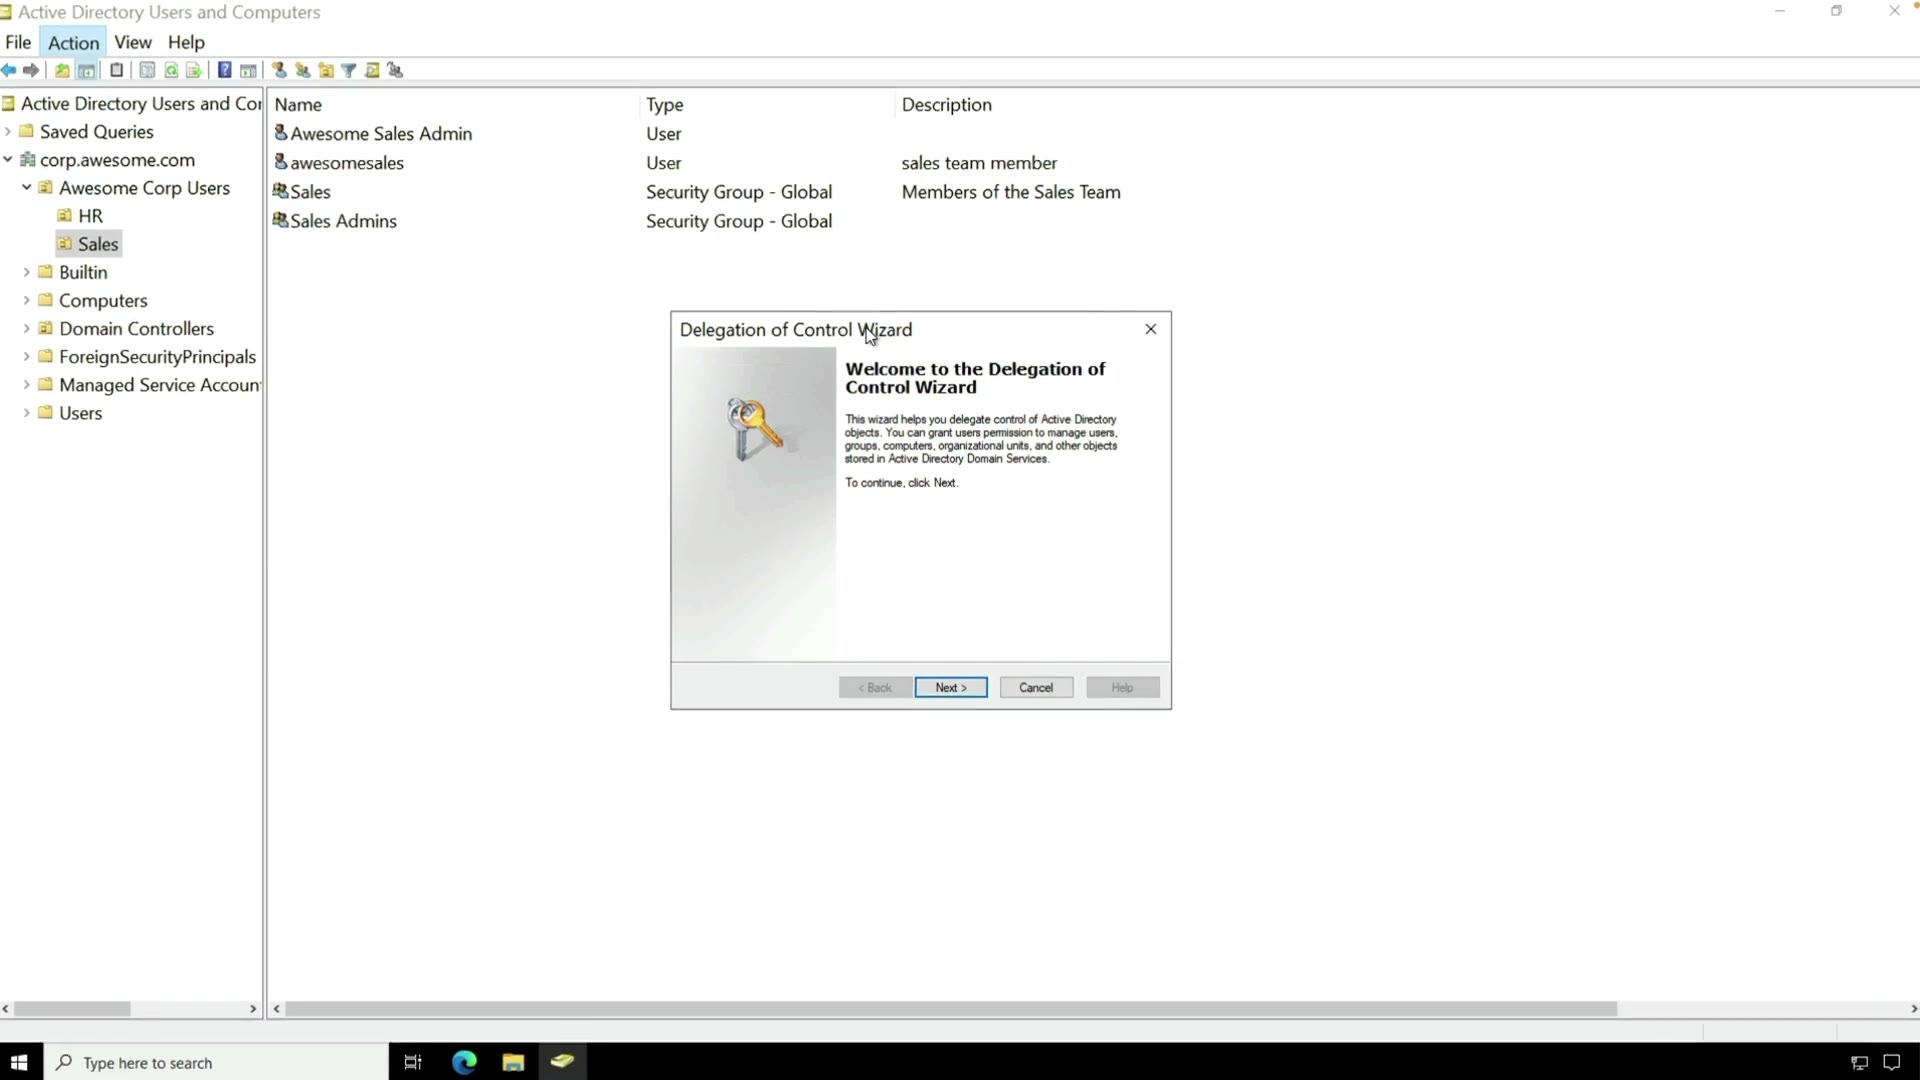 Active Directory Users and Computers
File Action View Help
Active Directory Users and Cor
Saved Queries
corp.awesome.com
Awesome Corp Users
HR
Sales
Builtin
Computers
Domain Controllers
ForeignSecurityPrincipals
Managed Service Accoun
Users
Name Type Description
Awesome Sales Admin User
awesomesales User sales team member
Sales Security Group - Global Members of the Sales Team
Sales Admins Security Group - Global
Delegation of Control Wizard
Welcome to the Delegation of
Control Wizard
This wizard helps you delegate control of Active Directory
objects. You can grant users permission to manage users,
groups, computers, organizational units, and other objects
stored in Active Directory Domain Services.
To continue, click Next.
< Back Next > Cancel Help
Type here to search